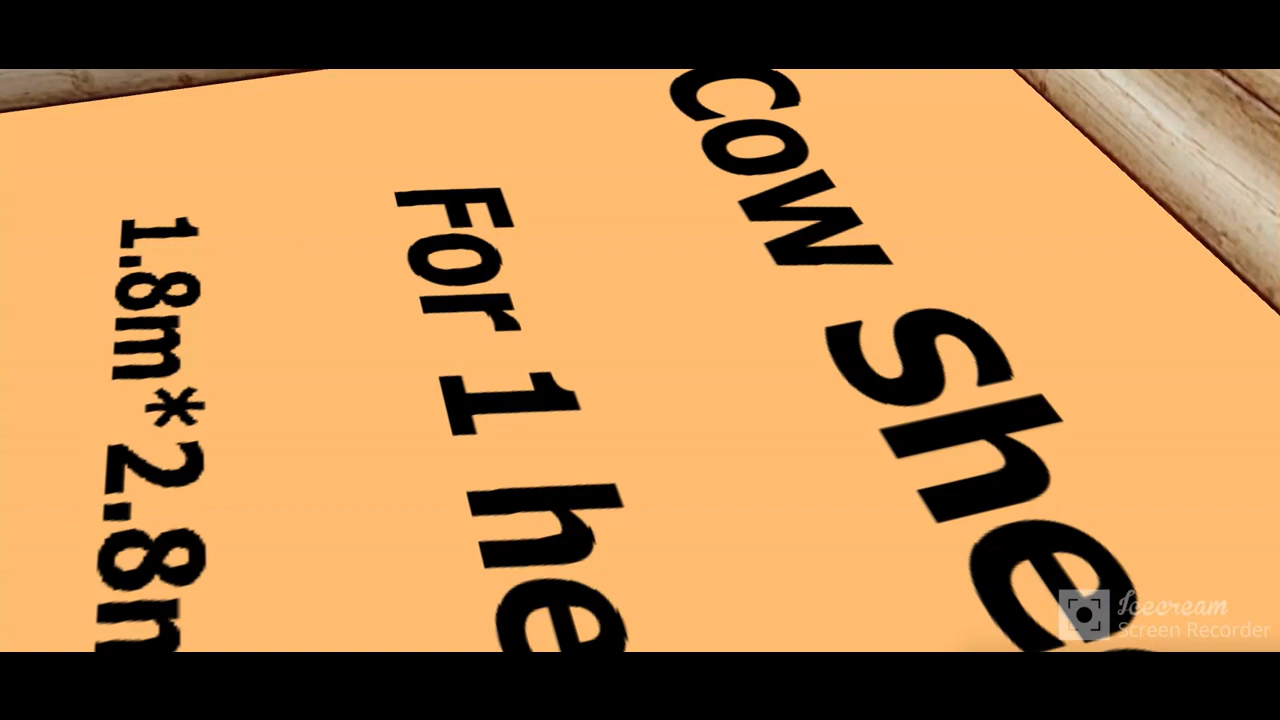 Cow She
For 1 he
1.8m*2.8m
Icecream
Screen Recorder